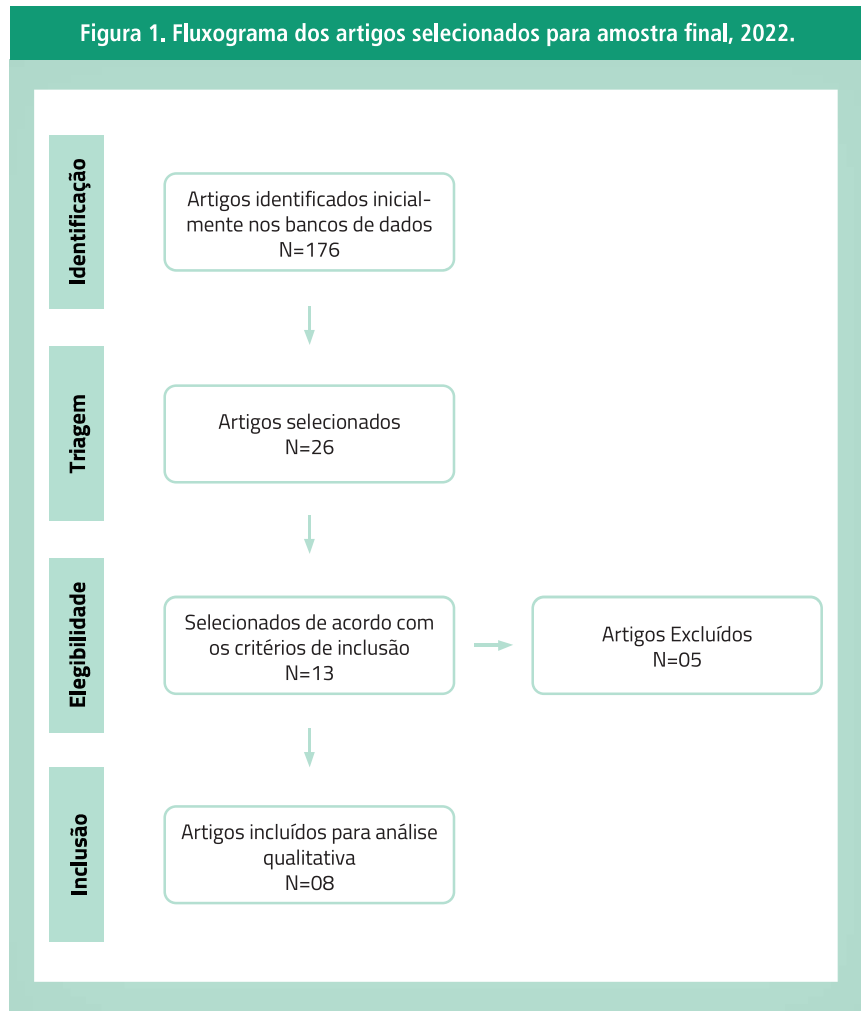 Figura 1. Fluxograma dos artigos selecionados para amostra final, 2022.
Identificação
Artigos identificados inicial-
mente nos bancos de dados
N=176
Triagem
Artigos selecionados
N=26
Elegibilidade
Selecionados de acordo com
os critérios de inclusão
N=13
Artigos Excluídos
N=05
Inclusão
Artigos incluídos para análise
qualitativa
N=08